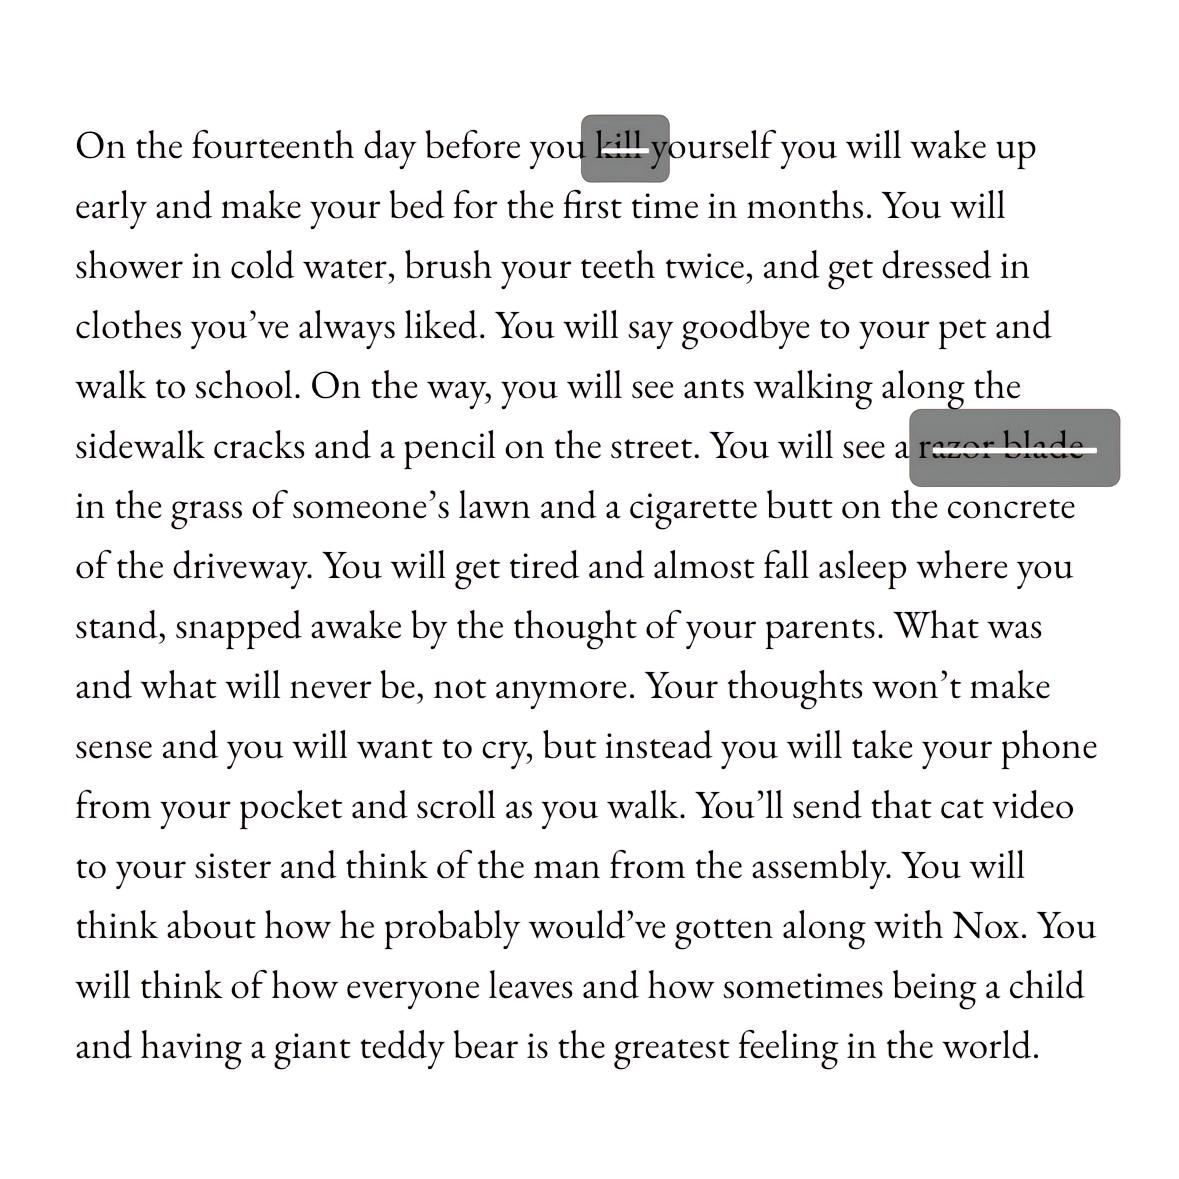 On the fourteenth day before you kill yourself you will wake up
early and make your bed for the first time in months. You will
shower in cold water, brush your teeth twice, and get dressed in
clothes you’ve always liked. You will say goodbye to your pet and
walk to school. On the way, you will see ants walking along the
sidewalk cracks and a pencil on the street. You will see a razor blade
in the grass of someone’s lawn and a cigarette butt on the concrete
of the driveway. You will get tired and almost fall asleep where you
stand, snapped awake by the thought of your parents. What was
and what will never be, not anymore. Your thoughts won’t make
sense and you will want to cry, but instead you will take your phone
from your pocket and scroll as you walk. You’ll send that cat video
to your sister and think of the man from the assembly. You will
think about how he probably would’ve gotten along with Nox. You
will think of how everyone leaves and how sometimes being a child
and having a giant teddy bear is the greatest feeling in the world.